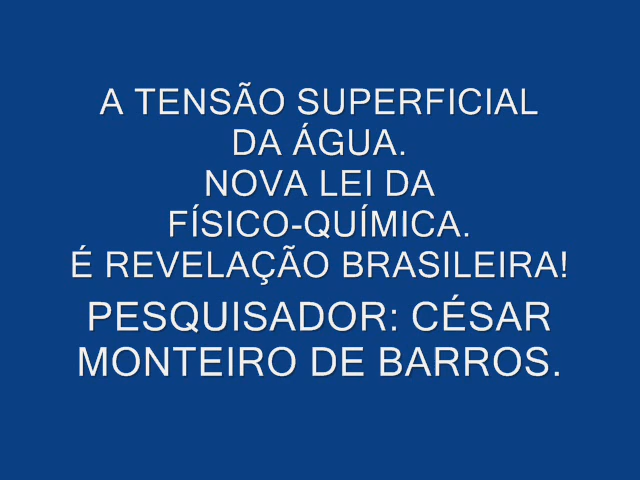 A TENSÃO SUPERFICIAL
DA ÁGUA.
NOVA LEI DA
FÍSICO-QUÍMICA.
É REVELAÇÃO BRASILEIRA!
PESQUISADOR: CÉSAR
MONTEIRO DE BARROS.